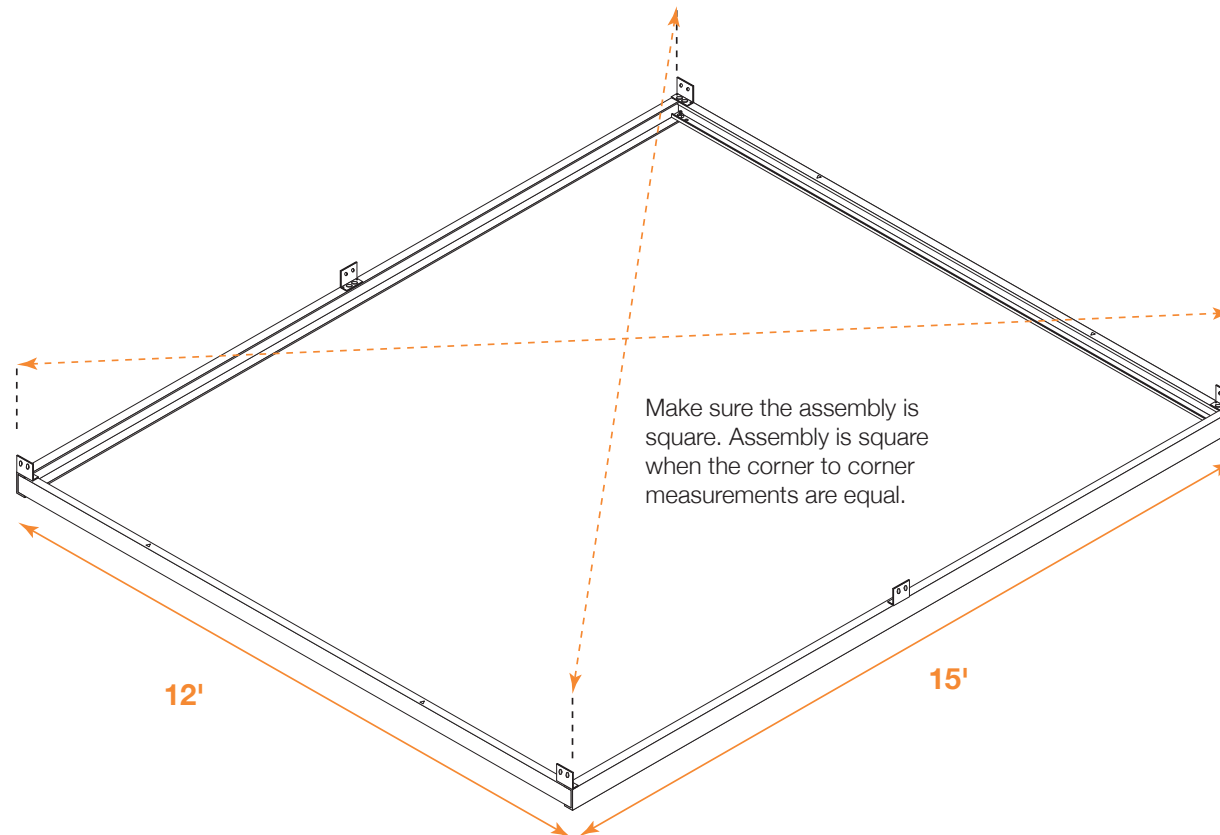 Make sure the assembly is
square. Assembly is square
when the corner to corner
measurements are equal.
12'
15'